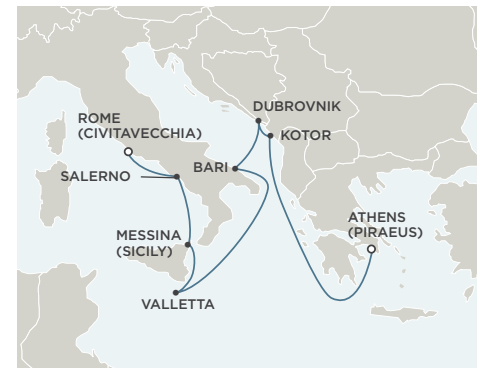 DUBROVNIK
ROME
(CIVITAVECCHIA)
KOTOR
BARI
SALERNO
ATHENS
(PIRAEUS)
MESSINA
(SICILY)
VALLETTA